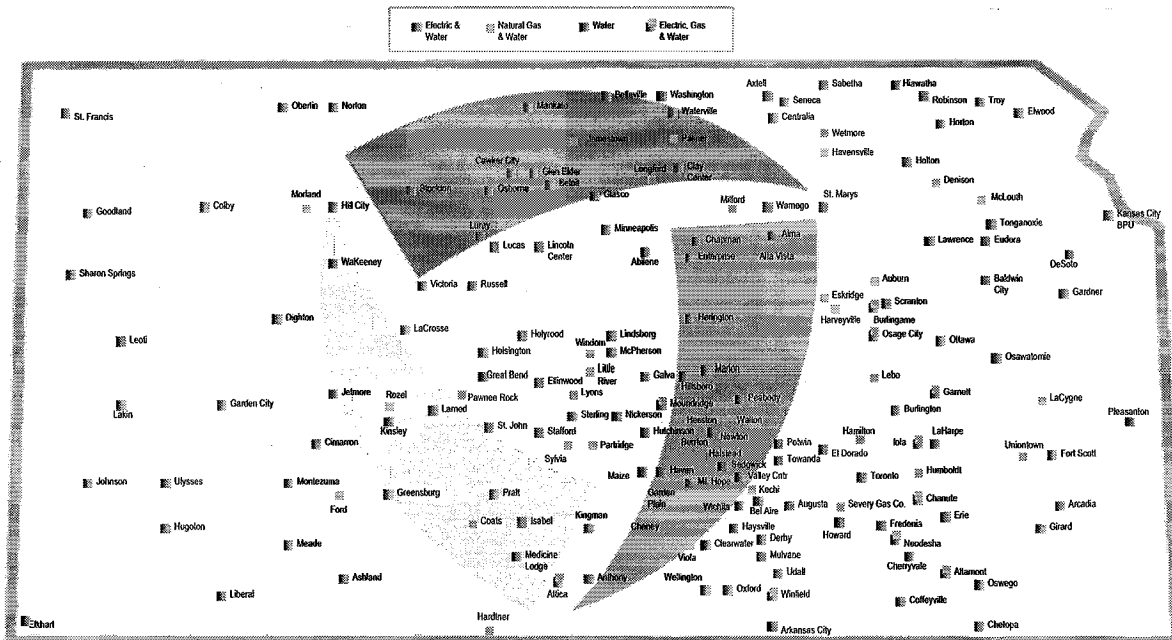 Electric & Water
Natural Gas & Water
Water
Electric, Gas & Water
Axtell
Sabetha
Hiawatha
Belleville
Washington
Seneca
Robinson
Troy
St. Francis
Oberlin
Norton
Mankato
Waterville
Centralia
Horton
Elwood
Jamestown
Palmer
Wetmore
Havensville
Cawker City
Glen Elder
Longford
Clay Center
Holton
Stockton
Osborne
Beloit
Denison
Glasco
Morland
Hill City
Milford
Wamego
St. Marys
McLouth
Goodland
Colby
Kansas City BPU
Luray
Minneapolis
Tonganoxie
Lucas
Lincoln Center
Chapman
Alma
Lawrence
Eudora
Abilene
Enterprise
Alta Vista
DeSoto
WaKeeney
Sharon Springs
Victoria
Russell
Auburn
Baldwin City
Gardner
Eskridge
Scranton
Harveyville
Burlingame
Dighton
LaCrosse
Herington
Holyrood
Lindsborg
Osage City
Ottawa
Leoti
Windom
Hoisington
McPherson
Osawatomie
Little River
Marion
Great Bend
Ellinwood
Galva
Hillsboro
Lebo
Jetmore
Rozel
Pawnee Rock
Lyons
Moundridge
Peabody
Garnett
LaCygne
Lakin
Garden City
Larned
Sterling
Nickerson
Burlington
Pleasanton
Kinsley
St. John
Stafford
Hutchinson
Hesston
Walton
Newton
Hamilton
LaHarpe
Cimarron
Sylvia
Partridge
Burrton
Halstead
Potwin
El Dorado
Iola
Uniontown
Fort Scott
Towanda
Sedgwick
Maize
Haven
Valley Cntr
Toronto
Humboldt
Johnson
Ulysses
Montezuma
Mt. Hope
Kechi
Ford
Greensburg
Pratt
Garden Plain
Wichita
Bel Aire
Augusta
Severy Gas Co.
Chanute
Arcadia
Hugoton
Coats
Isabel
Kingman
Cheney
Haysville
Howard
Fredonia
Erie
Girard
Meade
Clearwater
Derby
Neodesha
Medicine Lodge
Viola
Mulvane
Cherryvale
Ashland
Attica
Anthony
Wellington
Udall
Altamont
Oswego
Liberal
Oxford
Winfield
Coffeyville
Elkhart
Hardtner
Arkansas City
Chetopa